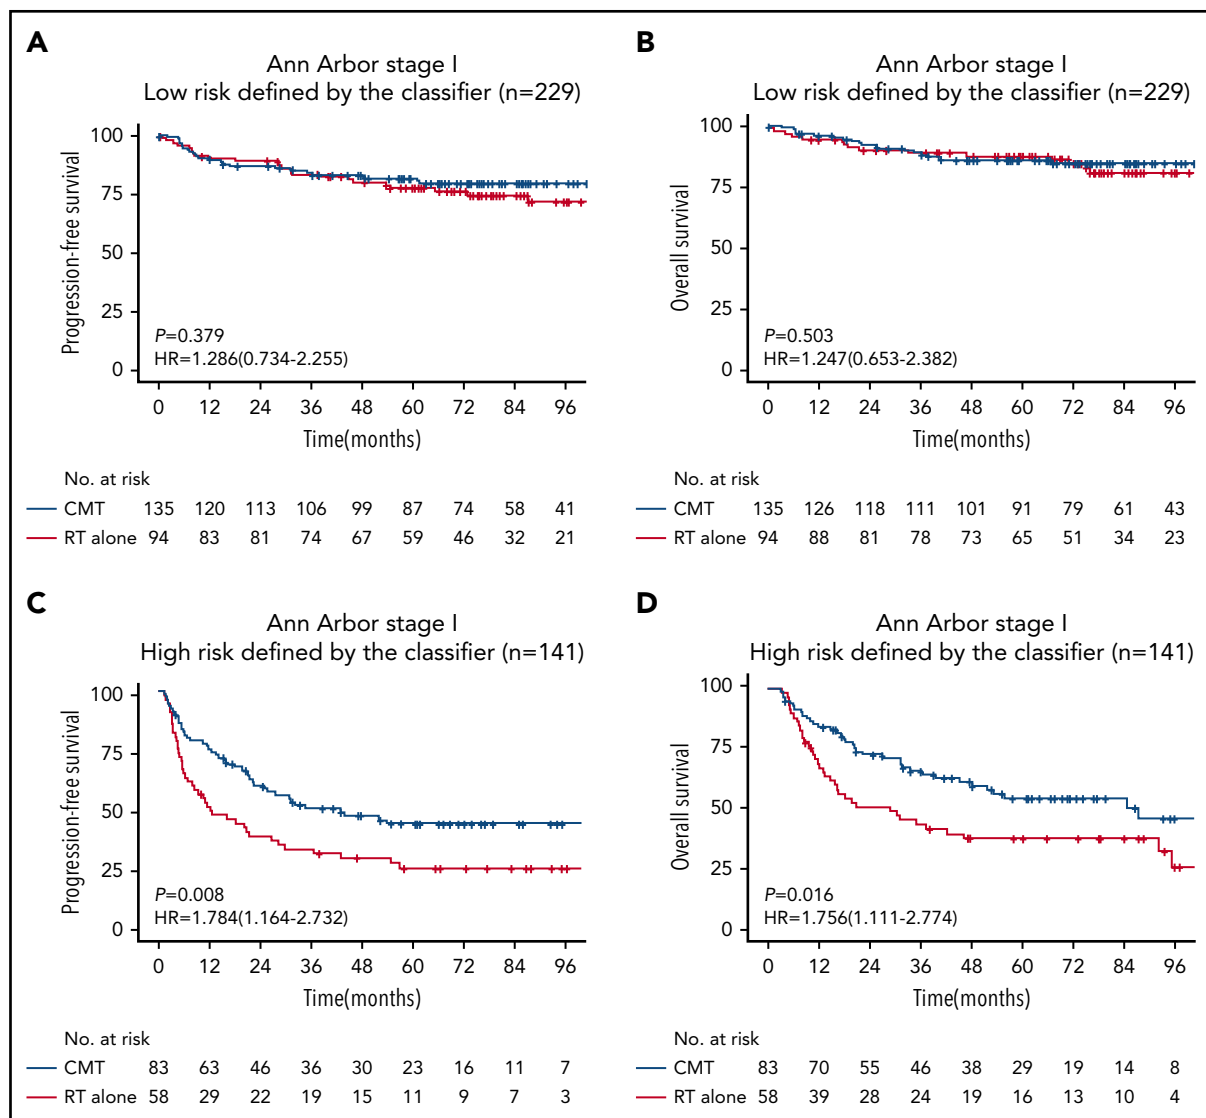 A
Ann Arbor stage I
Low risk defined by the classifier (n=229)
Progression-free survival
100
75
50
25
0
P=0.379
HR=1.286(0.734-2.255)
0 12 24 36 48 60 72 84 96
Time(months)
No. at risk
CMT 135 120 113 106 99 87 74 58 41
RT alone 94 83 81 74 67 59 46 32 21
B
Ann Arbor stage I
Low risk defined by the classifier (n=229)
Overall survival
100
75
50
25
0
P=0.503
HR=1.247(0.653-2.382)
0 12 24 36 48 60 72 84 96
Time(months)
No. at risk
CMT 135 126 118 111 101 91 79 61 43
RT alone 94 88 81 78 73 65 51 34 23
C
Ann Arbor stage I
High risk defined by the classifier (n=141)
Progression-free survival
100
75
50
25
0
P=0.008
HR=1.784(1.164-2.732)
0 12 24 36 48 60 72 84 96
Time(months)
No. at risk
CMT 83 63 46 36 30 23 16 11 7
RT alone 58 29 22 19 15 11 9 7 3
D
Ann Arbor stage I
High risk defined by the classifier (n=141)
Overall survival
100
75
50
25
0
P=0.016
HR=1.756(1.111-2.774)
0 12 24 36 48 60 72 84 96
Time(months)
No. at risk
CMT 83 70 55 46 38 29 19 14 8
RT alone 58 39 28 24 19 16 13 10 4